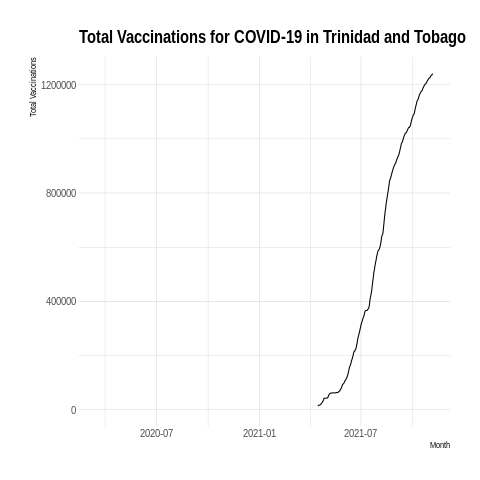 Total Vaccinations for COVID-19 in Trinidad and Tobago
Total Vaccinations
1200000
800000
400000
0
2020-07 2021-01 2021-07
Month